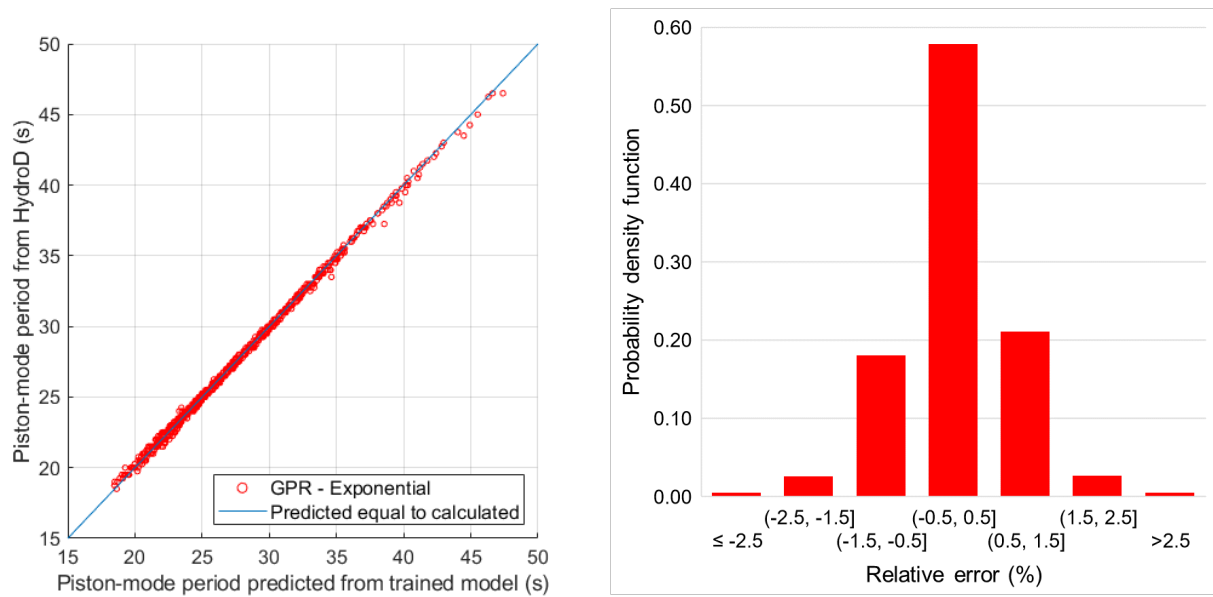 50
45
40
35
30
25
20
15
Piston-mode period from HydroD (s)
GPR - Exponential
Predicted equal to calculated
15 20 25 30 35 40 45 50
Piston-mode period predicted from trained model (s)
0.60
0.50
0.40
0.30
0.20
0.10
0.00
Probability density function
(-2.5, -1.5] (-0.5, 0.5] (1.5, 2.5]
≤ -2.5 (-1.5, -0.5] (0.5, 1.5] >2.5
Relative error (%)